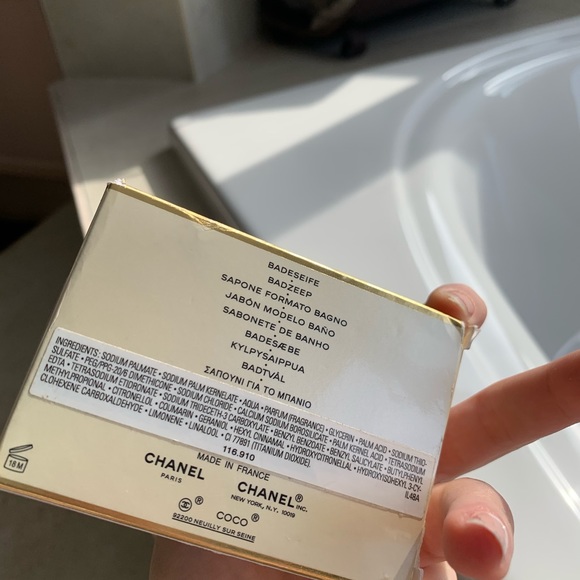 BADESEIFE
BADZEEP
SAPONE FORMATO BAGNO
JABÓN MODELO BAÑO
SABONETE DE BANHO
BADESÆBE
KYLPYSAIPPUA
BADTVÅL
ΣΑΠΟΥΝΙ ΓΙΑ ΤΟ ΜΠΑΝΙΟ
INGREDIENTS: SODIUM PALMATE • SODIUM PALM KERNELATE • AQUA • PARFUM (FRAGRANCE) • GLYCERIN • PALM ACID • SODIUM THIO-
SULFATE • PEG/PPG-20/6 DIMETHICONE • SODIUM CHLORIDE • CALCIUM SODIUM BOROSILICATE • PALM KERNEL ACID • TETRASODIUM
EDTA • TETRASODIUM ETIDRONATE • SODIUM TRIDECETH-3 CARBOXYLATE • BENZYL BENZOATE • BENZYL SALICYLATE • BUTYLPHENYL
METHYLPROPIONAL • CITRONELLOL • COUMARIN • GERANIOL • HEXYL CINNAMAL • HYDROXYCITRONELLAL • HYDROXYISOHEXYL 3-CY-
CLOHEXENE CARBOXALDEHYDE • LIMONENE • LINALOOL • CI 77891 (TITANIUM DIOXIDE). IL48A
116.910
MADE IN FRANCE
18M
CHANEL
PARIS
CHANEL® INC.
NEW YORK, N.Y. 10019
® COCO®
92200 NEUILLY SUR SEINE